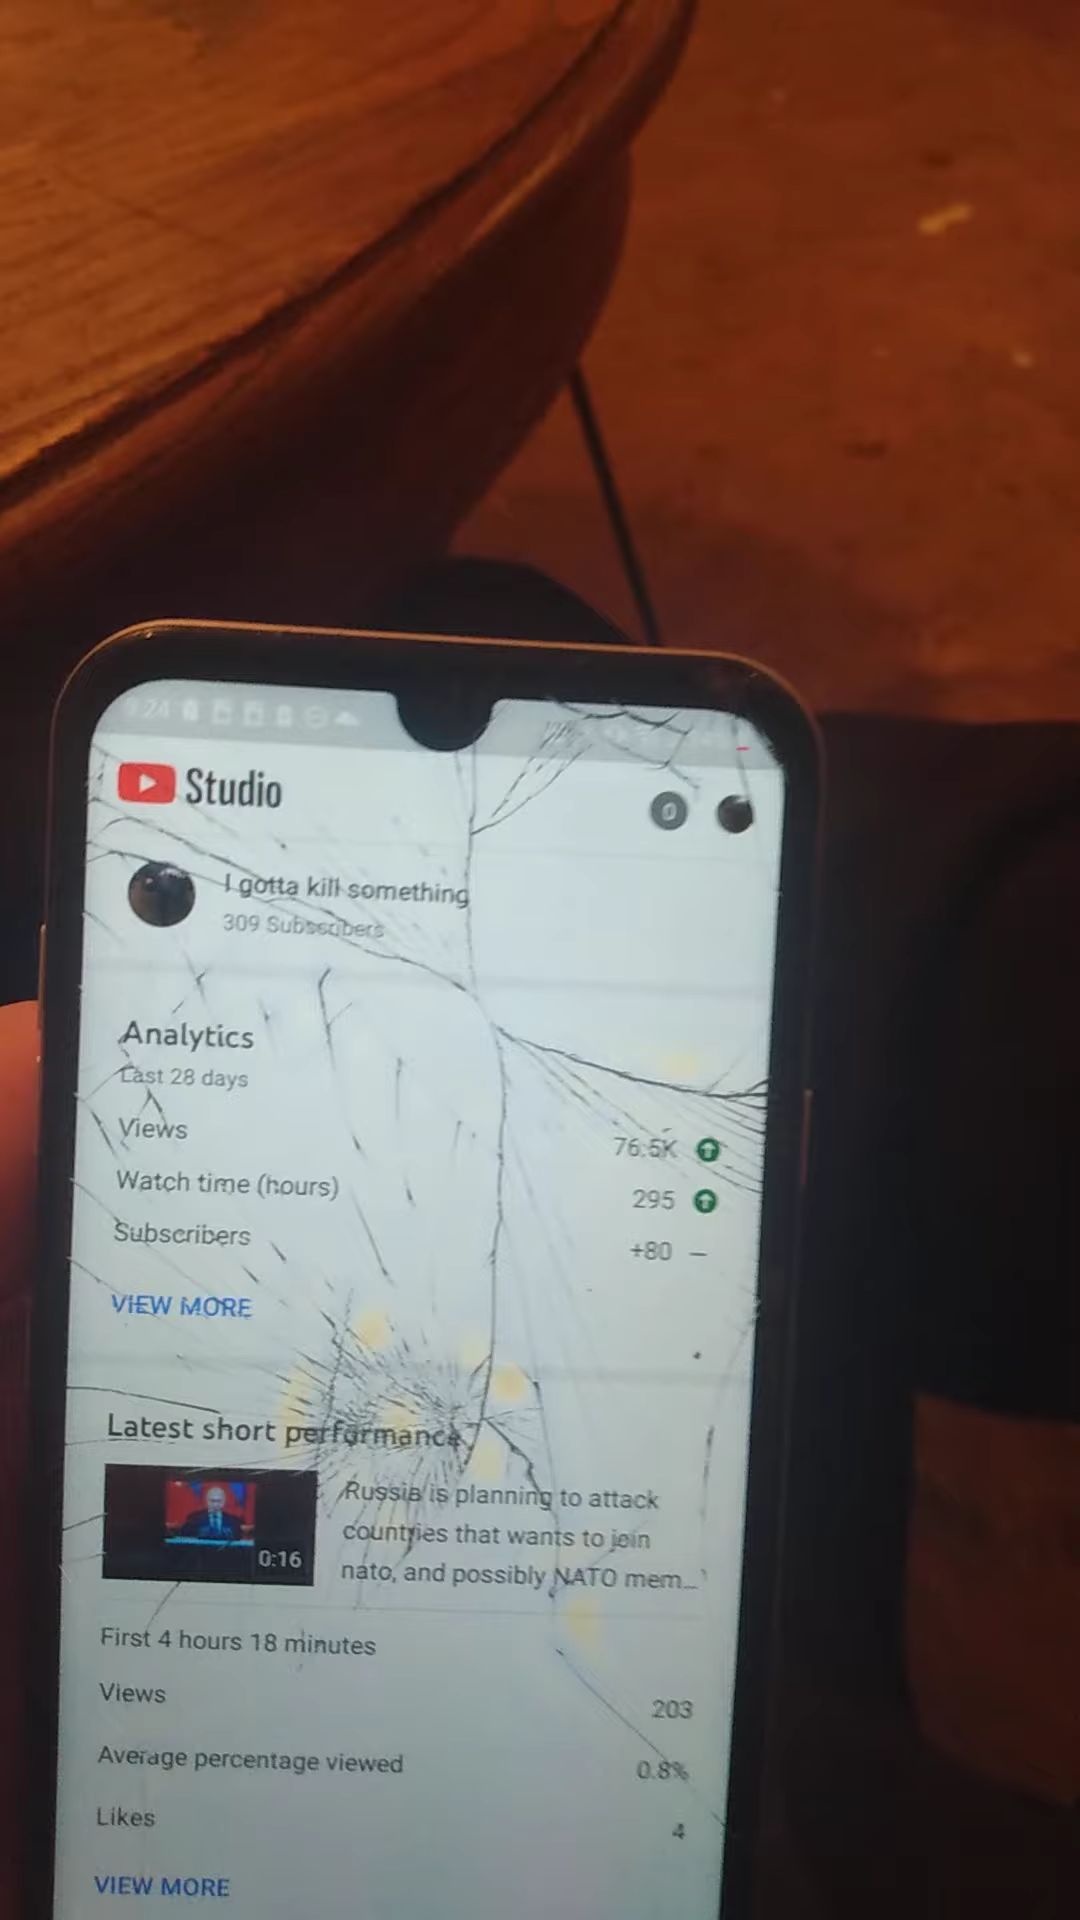 Studio
0
I gotta kill something
309 Subscribers
Analytics
Last 28 days
Views
76.5K
Watch time (hours)
295
Subscribers
+80 —
VIEW MORE
Latest short performance
Russia is planning to attack
countries that wants to join
nato, and possibly NATO mem...
0:16
First 4 hours 18 minutes
Views
203
Average percentage viewed
0.8%
Likes
4
VIEW MORE